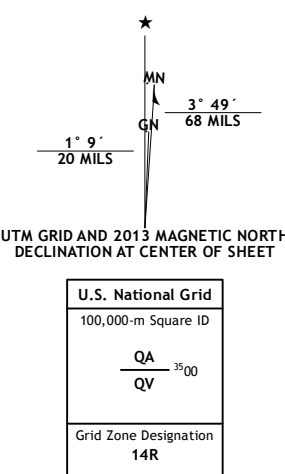 ★
MN
3° 49´
68 MILS
GN
1° 9´
20 MILS
UTM GRID AND 2013 MAGNETIC NORTH
DECLINATION AT CENTER OF SHEET
U.S. National Grid
100,000-m Square ID
QA
3500
QV
Grid Zone Designation
14R